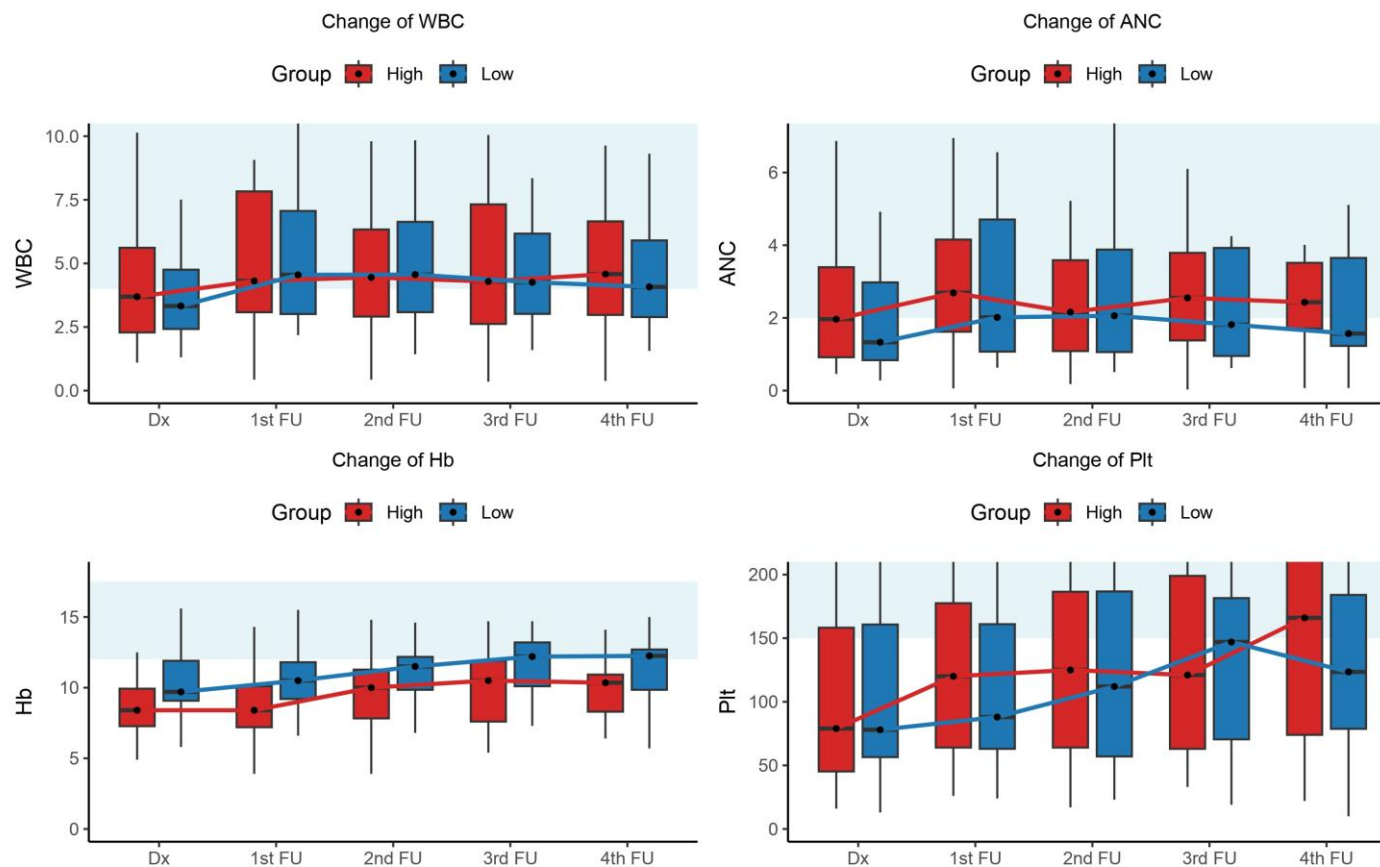 Change of WBC
Group High Low
WBC
10.0
7.5
5.0
2.5
0.0
Dx 1st FU 2nd FU 3rd FU 4th FU
Change of ANC
Group High Low
ANC
6
4
2
0
Dx 1st FU 2nd FU 3rd FU 4th FU
Change of Hb
Group High Low
Hb
15
10
5
0
Dx 1st FU 2nd FU 3rd FU 4th FU
Change of Plt
Group High Low
Plt
200
150
100
50
0
Dx 1st FU 2nd FU 3rd FU 4th FU